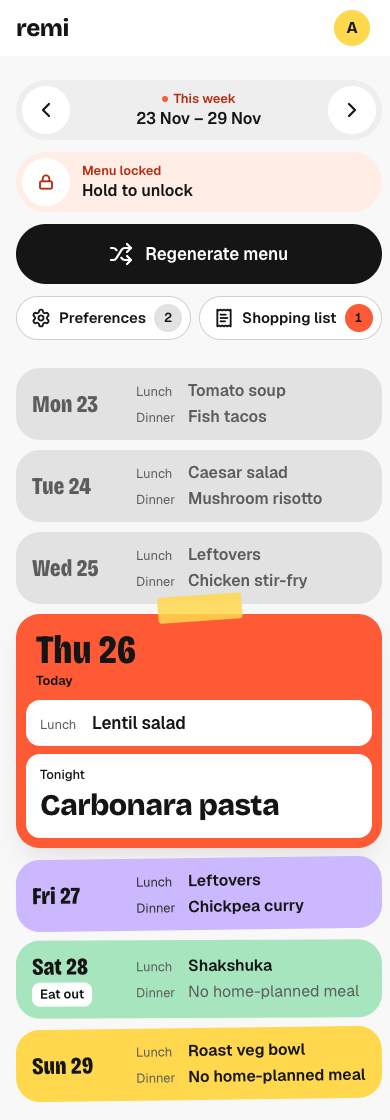 remi
A
This week
23 Nov – 29 Nov
Menu locked
Hold to unlock
Regenerate menu
Preferences 2
Shopping list 1
Mon 23
Lunch Tomato soup
Dinner Fish tacos
Tue 24
Lunch Caesar salad
Dinner Mushroom risotto
Wed 25
Lunch Leftovers
Dinner Chicken stir-fry
Thu 26
Today
Lunch Lentil salad
Tonight
Carbonara pasta
Fri 27
Lunch Leftovers
Dinner Chickpea curry
Sat 28
Eat out
Lunch Shakshuka
Dinner No home-planned meal
Sun 29
Lunch Roast veg bowl
Dinner No home-planned meal